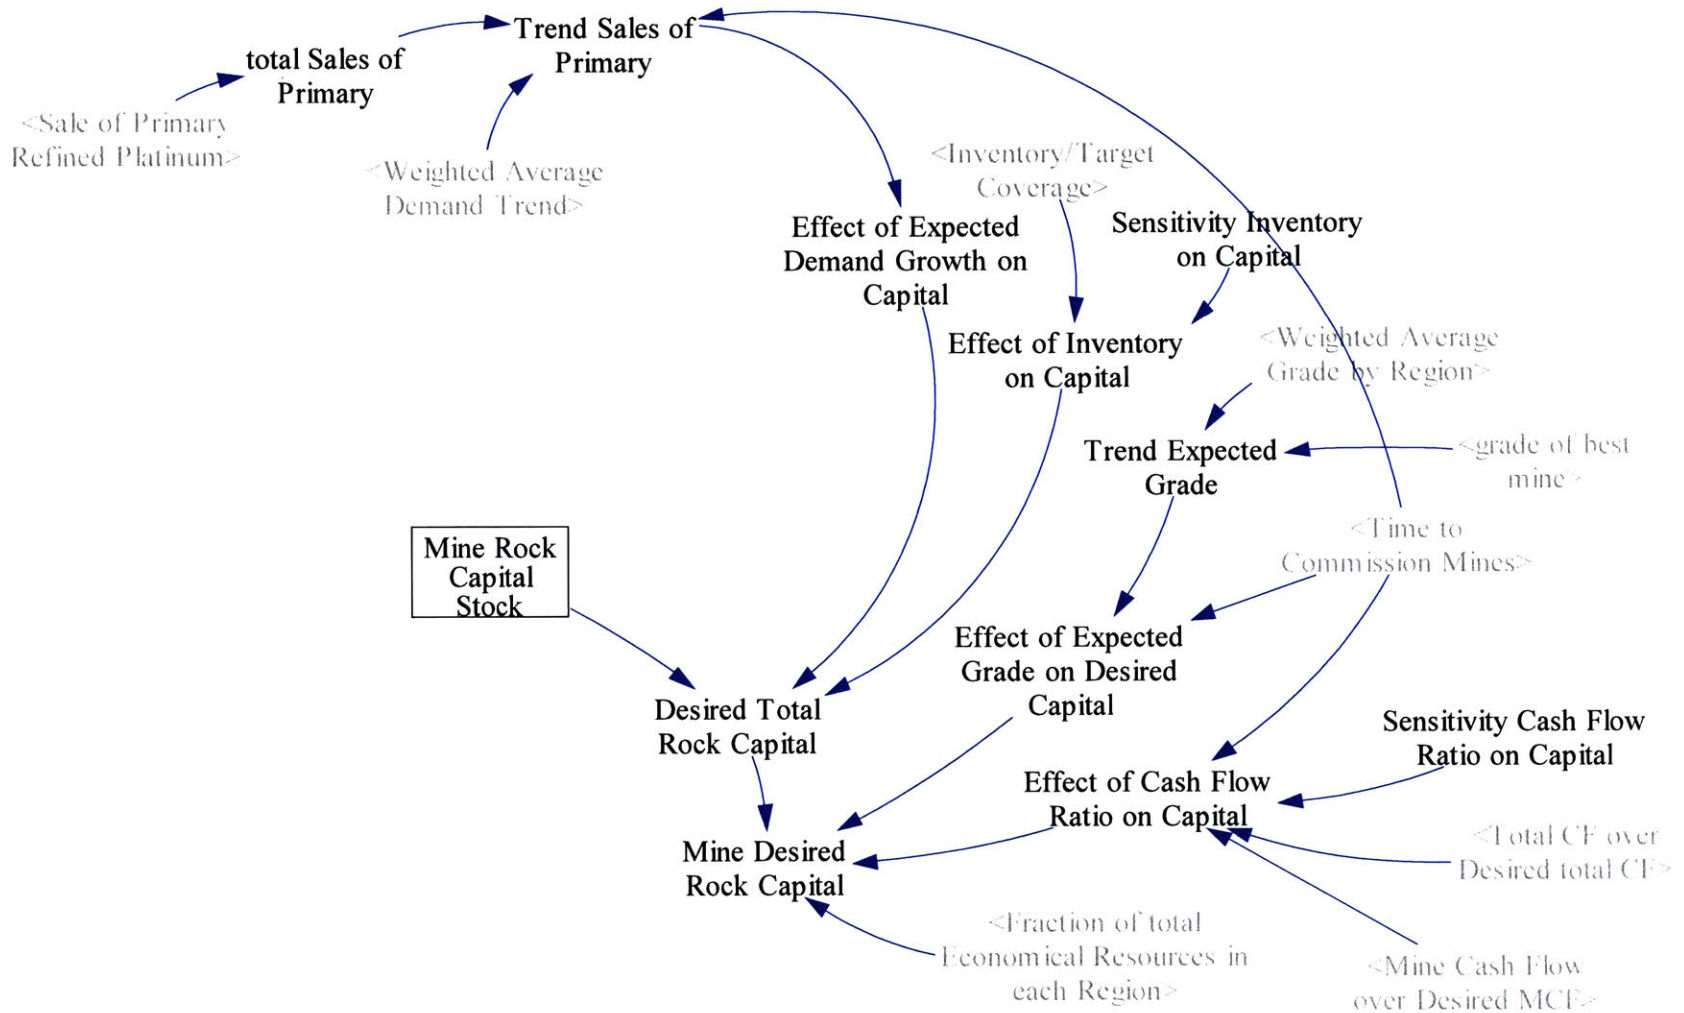 Trend Sales of
Primary
total Sales of
Primary
<Sale of Primary
Refined Platinum>
<Weighted Average
Demand Trend>
<Inventory/Target
Coverage>
Effect of Expected
Demand Growth on
Capital
Sensitivity Inventory
on Capital
Effect of Inventory
on Capital
<Weighted Average
Grade by Region>
Trend Expected
Grade
<grade of best
mine>
<Time to
Commission Mines>
Mine Rock
Capital
Stock
Effect of Expected
Grade on Desired
Capital
Desired Total
Rock Capital
Sensitivity Cash Flow
Ratio on Capital
Effect of Cash Flow
Ratio on Capital
Mine Desired
Rock Capital
<Total CF over
Desired total CF>
<Fraction of total
Economical Resources in
each Region>
<Mine Cash Flow
over Desired MCF>